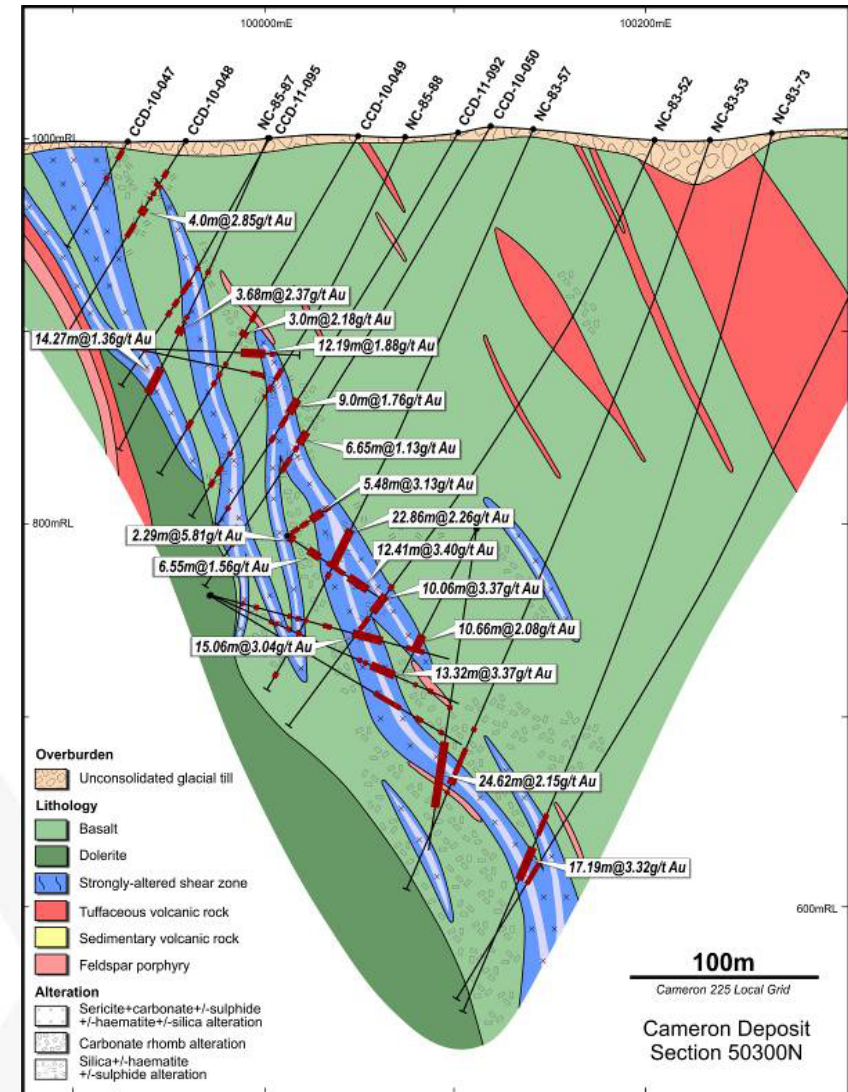 100000mE
100200mE
CCD-10-047
CCD-10-048
NC-85-87
CCD-11-095
CCD-10-049
NC-85-88
CCD-11-092
CCD-10-050
NC-83-57
NC-83-52
NC-83-53
NC-83-73
1000mRL
4.0m@2.85g/t Au
3.68m@2.37g/t Au
3.0m@2.18g/t Au
14.27m@1.36g/t Au
12.19m@1.88g/t Au
9.0m@1.76g/t Au
6.65m@1.13g/t Au
5.48m@3.13g/t Au
800mRL
22.86m@2.26g/t Au
2.29m@5.81g/t Au
12.41m@3.40g/t Au
6.55m@1.56g/t Au
10.06m@3.37g/t Au
10.66m@2.08g/t Au
15.06m@3.04g/t Au
13.32m@3.37g/t Au
24.62m@2.15g/t Au
17.19m@3.32g/t Au
600mRL
Overburden
Unconsolidated glacial till
Lithology
Basalt
Dolerite
Strongly-altered shear zone
Tuffaceous volcanic rock
Sedimentary volcanic rock
Feldspar porphyry
Alteration
Sericite+carbonate+/-sulphide
+/-haematite+/-silica alteration
Carbonate rhomb alteration
Silica+/-haematite
+/-sulphide alteration
100m
Cameron 225 Local Grid
Cameron Deposit
Section 50300N